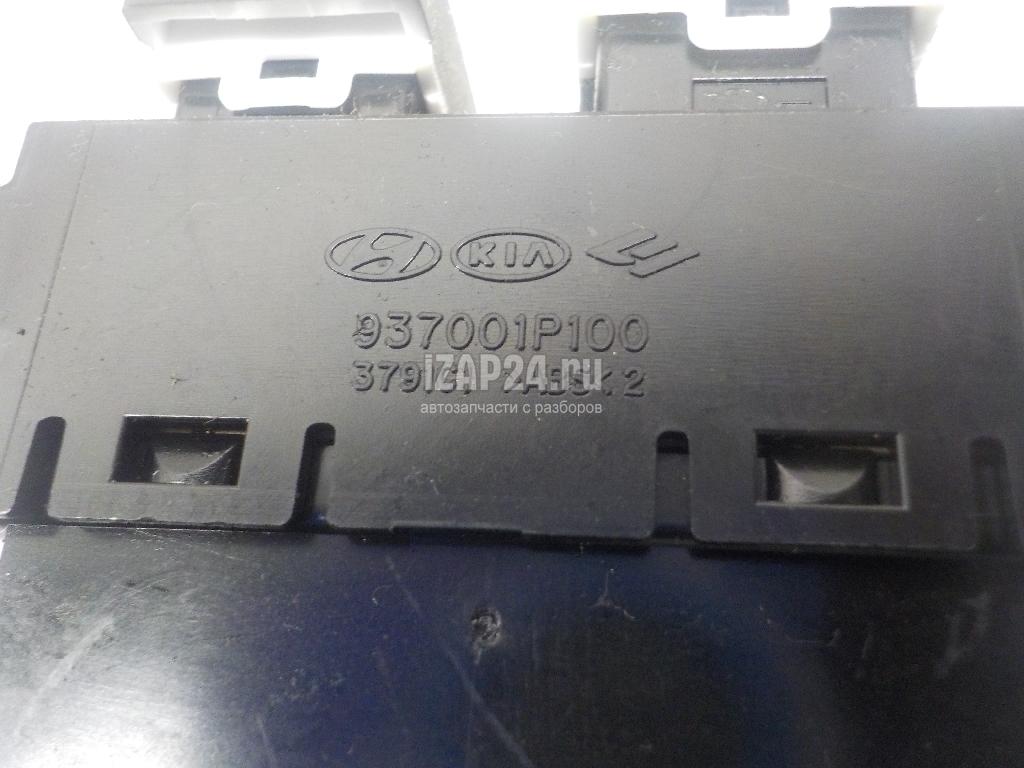 KIA
937001P100
iZAP24.ru
автозапчасти с разборов